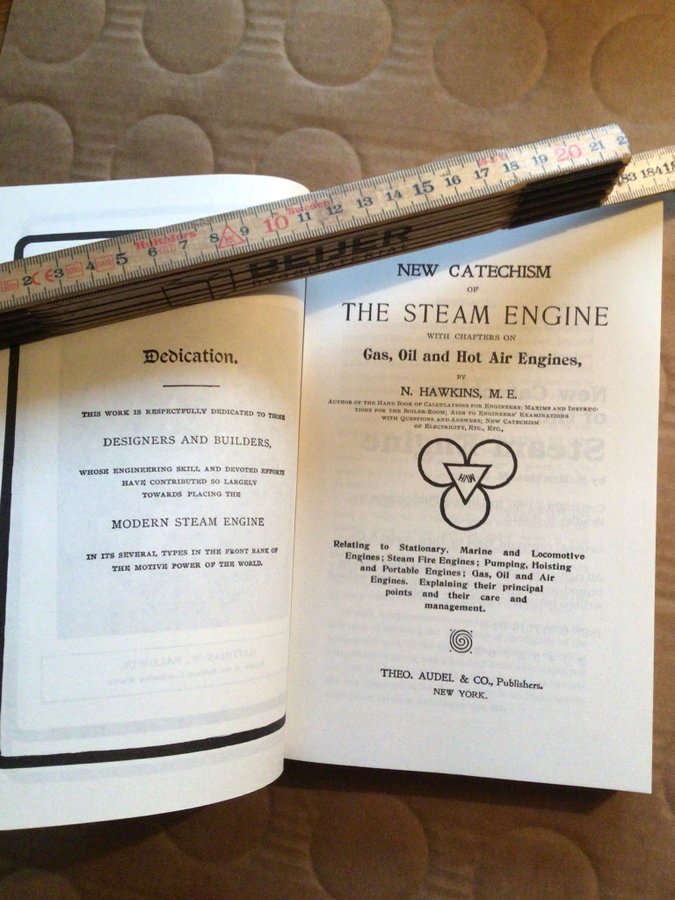 2 3 4 5 6 7 8 9 10 11 12 13 14 15 16 17 18 19 20 21
Hultafors
Sweden
183 184
BEIJER
Dedication.
THIS WORK IS RESPECTFULLY DEDICATED TO THOSE
DESIGNERS AND BUILDERS,
WHOSE ENGINEERING SKILL AND DEVOTED EFFORTS
HAVE CONTRIBUTED SO LARGELY
TOWARDS PLACING THE
MODERN STEAM ENGINE
IN ITS SEVERAL TYPES IN THE FRONT RANK OF
THE MOTIVE POWER OF THE WORLD.
NEW CATECHISM
OF
THE STEAM ENGINE
WITH CHAPTERS ON
Gas, Oil and Hot Air Engines,
BY
N. HAWKINS, M. E.
AUTHOR OF THE HAND BOOK OF CALCULATIONS FOR ENGINEERS; MAXIMS AND INSTRUC-
TIONS FOR THE BOILER-ROOM; AIDS TO ENGINEERS' EXAMINATIONS
WITH QUESTIONS AND ANSWERS; NEW CATECHISM
OF ELECTRICITY, ETC., ETC.,
Relating to Stationary, Marine and Locomotive
Engines; Steam Fire Engines; Pumping, Hoisting
and Portable Engines; Gas, Oil and Air
Engines. Explaining their principal
points and their care and
management.
THEO. AUDEL & CO., Publishers.
NEW YORK.